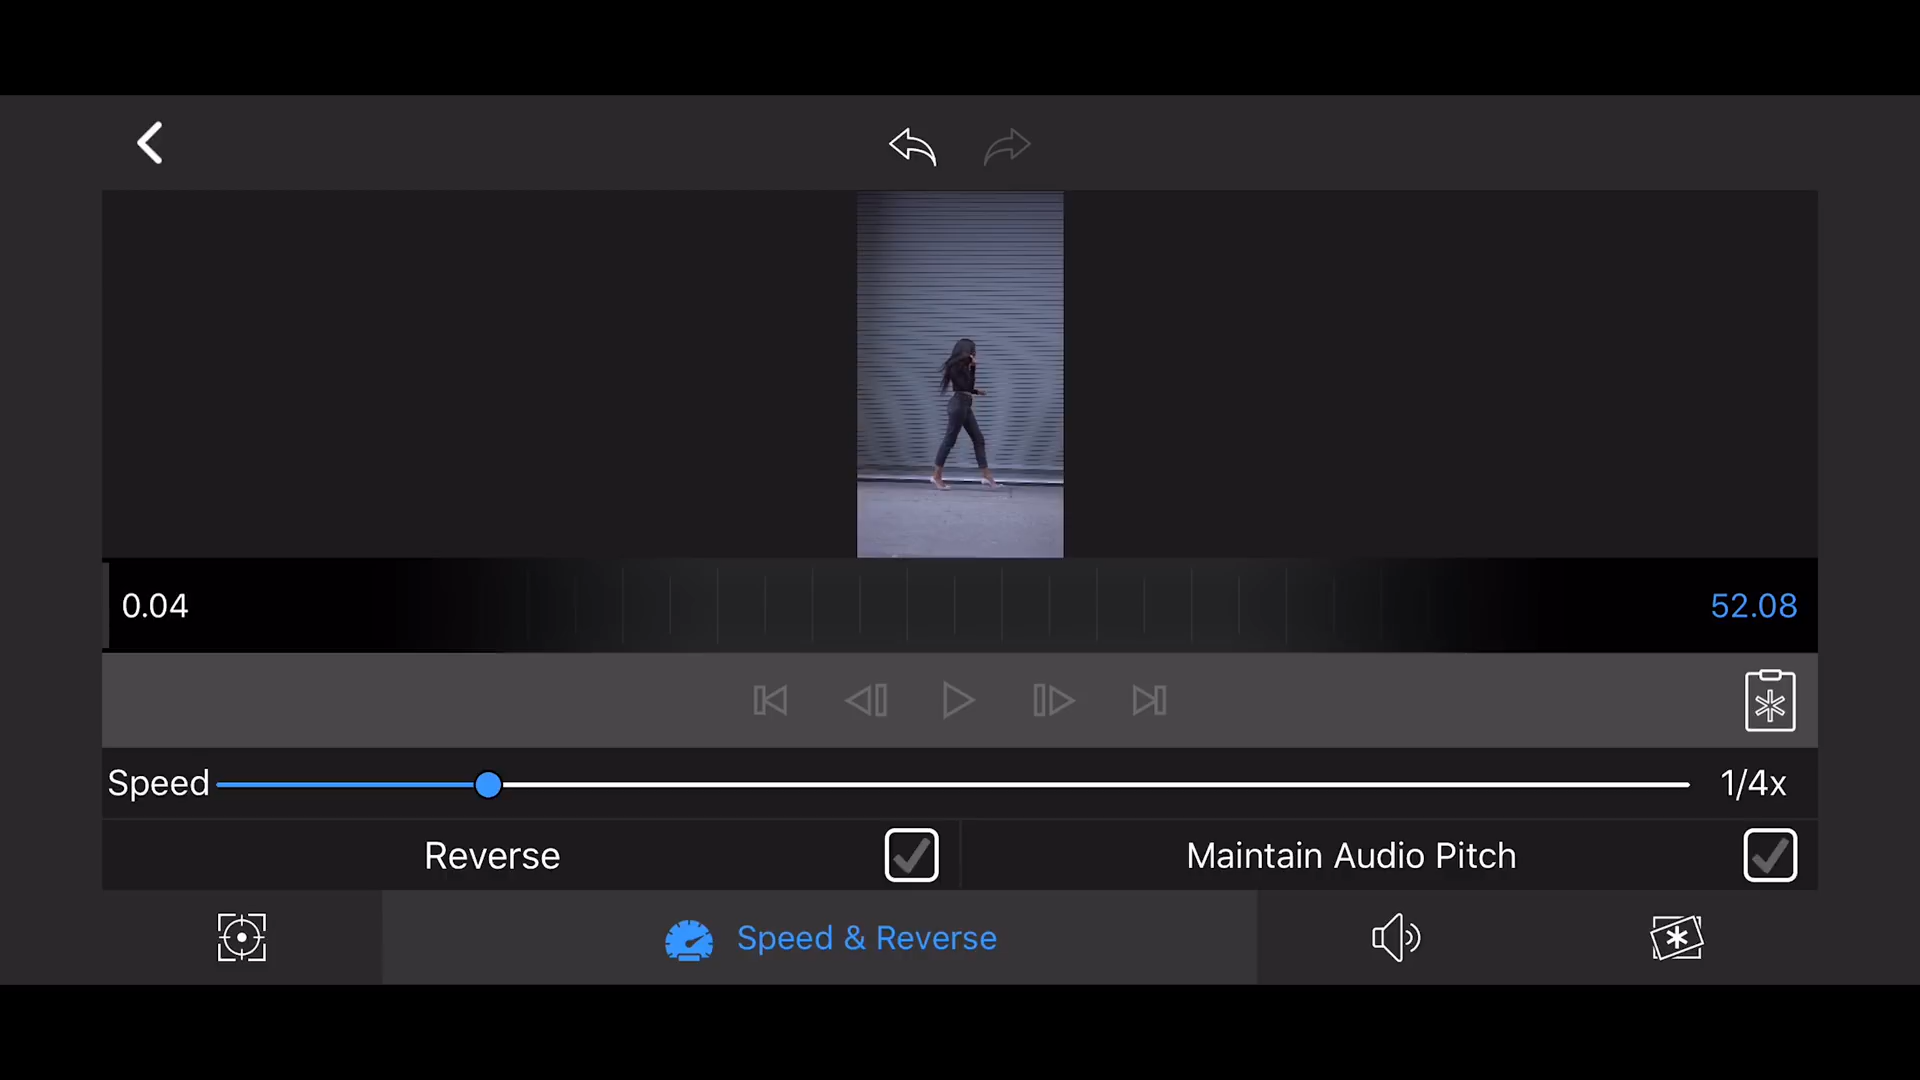 0.04
52.08
Speed
1/4x
Reverse
Maintain Audio Pitch
Speed & Reverse